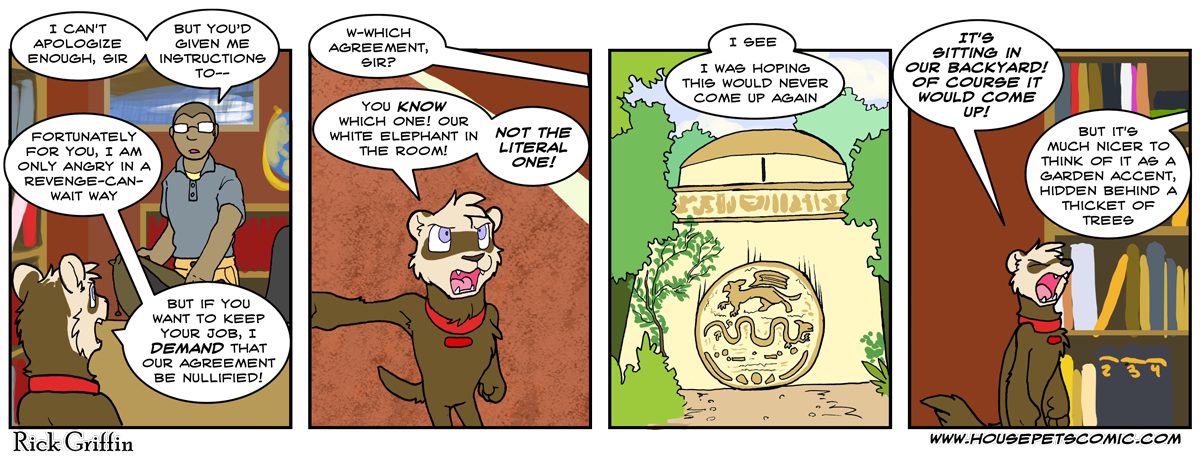 I CAN'T
APOLOGIZE
ENOUGH, SIR
BUT YOU'D
GIVEN ME
INSTRUCTIONS
TO--
FORTUNATELY
FOR YOU, I AM
ONLY ANGRY IN A
REVENGE-CAN-
WAIT WAY
BUT IF YOU
WANT TO KEEP
YOUR JOB, I
DEMAND THAT
OUR AGREEMENT
BE NULLIFIED!
W-WHICH
AGREEMENT,
SIR?
YOU KNOW
WHICH ONE! OUR
WHITE ELEPHANT IN
THE ROOM!
NOT THE
LITERAL
ONE!
I SEE
I WAS HOPING
THIS WOULD NEVER
COME UP AGAIN
IT'S
SITTING IN
OUR BACKYARD!
OF COURSE IT
WOULD COME
UP!
BUT IT'S
MUCH NICER TO
THINK OF IT AS A
GARDEN ACCENT,
HIDDEN BEHIND A
THICKET OF
TREES
2 3 4
Rick Griffin
WWW.HOUSEPETSCOMIC.COM